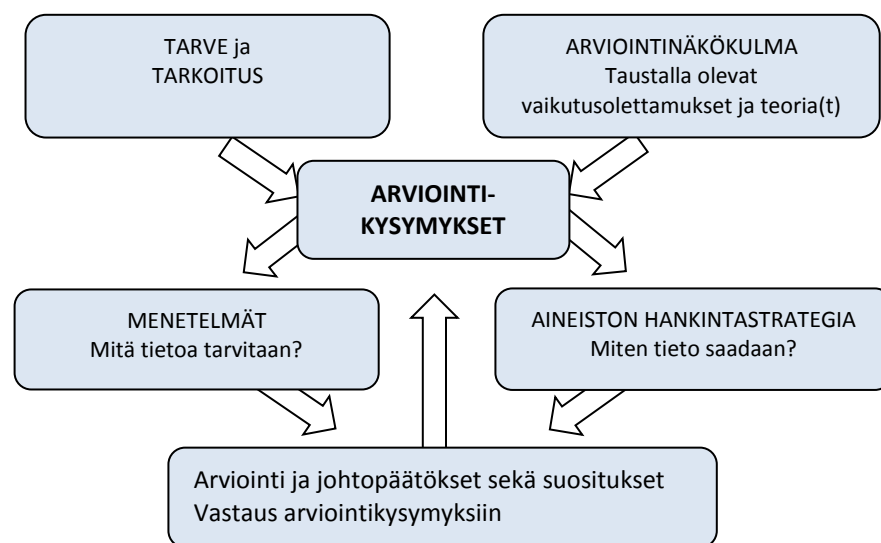 TARVE ja
TARKOITUS
ARVIOINTINÄKÖKULMA
Taustalla olevat
vaikutusolettamukset ja teoria(t)
ARVIOINTI-
KYSYMYKSET
MENETELMÄT
Mitä tietoa tarvitaan?
AINEISTON HANKINTASTRATEGIA
Miten tieto saadaan?
Arviointi ja johtopäätökset sekä suositukset
Vastaus arviointikysymyksiin